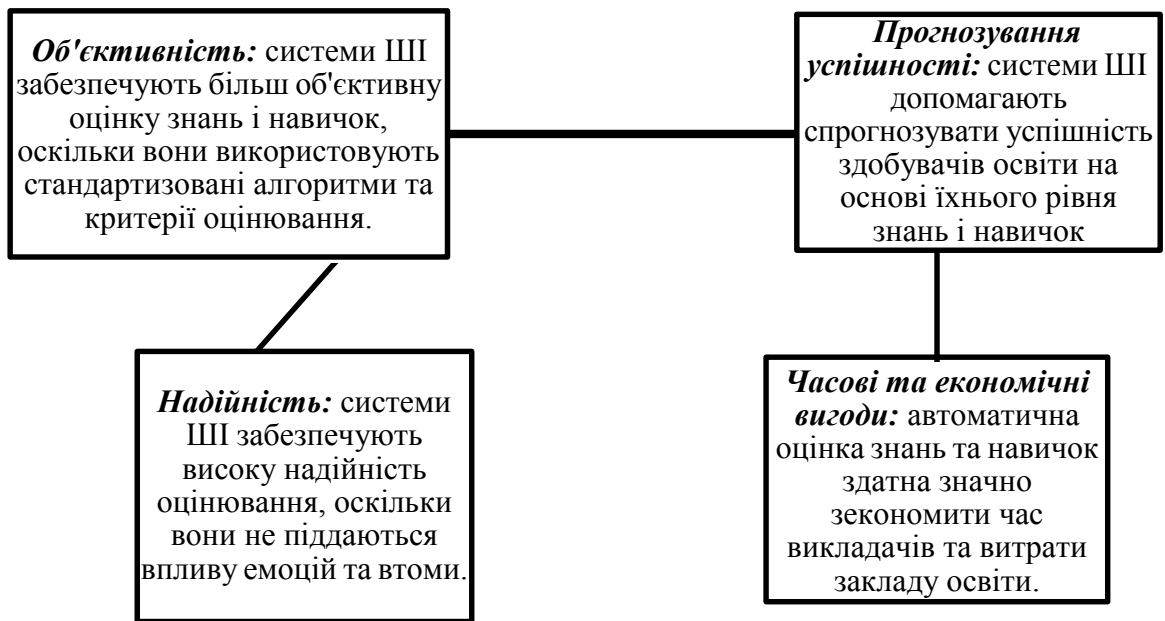 Об'єктивність: системи ШІ
забезпечують більш об'єктивну
оцінку знань і навичок,
оскільки вони використовують
стандартизовані алгоритми та
критерії оцінювання.
Прогнозування
успішності: системи ШІ
допомагають
спрогнозувати успішність
здобувачів освіти на
основі їхнього рівня
знань і навичок
Надійність: системи
ШІ забезпечують
високу надійність
оцінювання, оскільки
вони не піддаються
впливу емоцій та втоми.
Часові та економічні
вигоди: автоматична
оцінка знань та навичок
здатна значно
зекономити час
викладачів та витрати
закладу освіти.